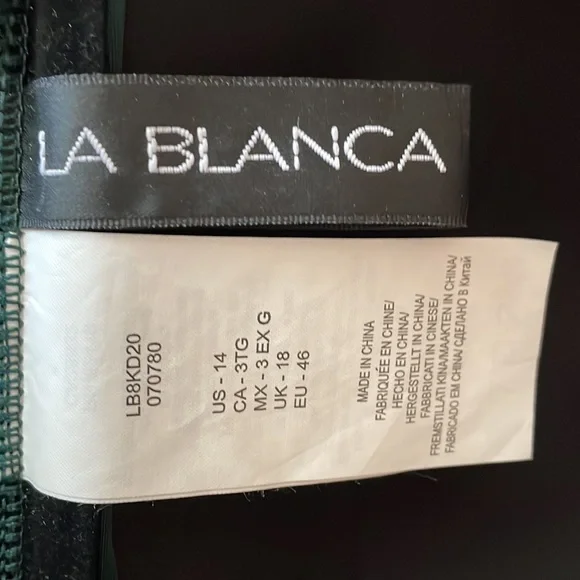 LA BLANCA
LB8KD20
070780
US - 14
CA - 3TG
MX - 3 EX G
UK - 18
EU - 46
MADE IN CHINA
FABRIQUÉE EN CHINE/
HECHO EN CHINA/
HERGESTELLT IN CHINA/
FABBRICATI IN CINESE/
FREMSTILLATI KINA/MAAKTEN IN CHINA/
FABRICADO EM CHINA/ СДЕЛАНО В Китай